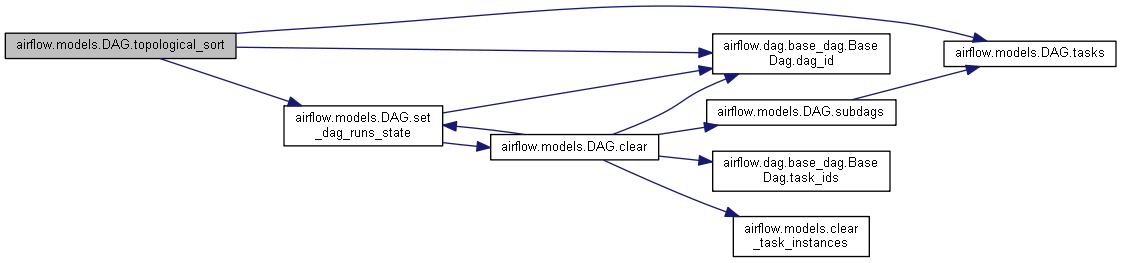 airflow.models.DAG.topological_sort
airflow.dag.base_dag.Base
Dag.dag_id
airflow.models.DAG.tasks
airflow.models.DAG.set
_dag_runs_state
airflow.models.DAG.subdags
airflow.models.DAG.clear
airflow.dag.base_dag.Base
Dag.task_ids
airflow.models.clear
_task_instances